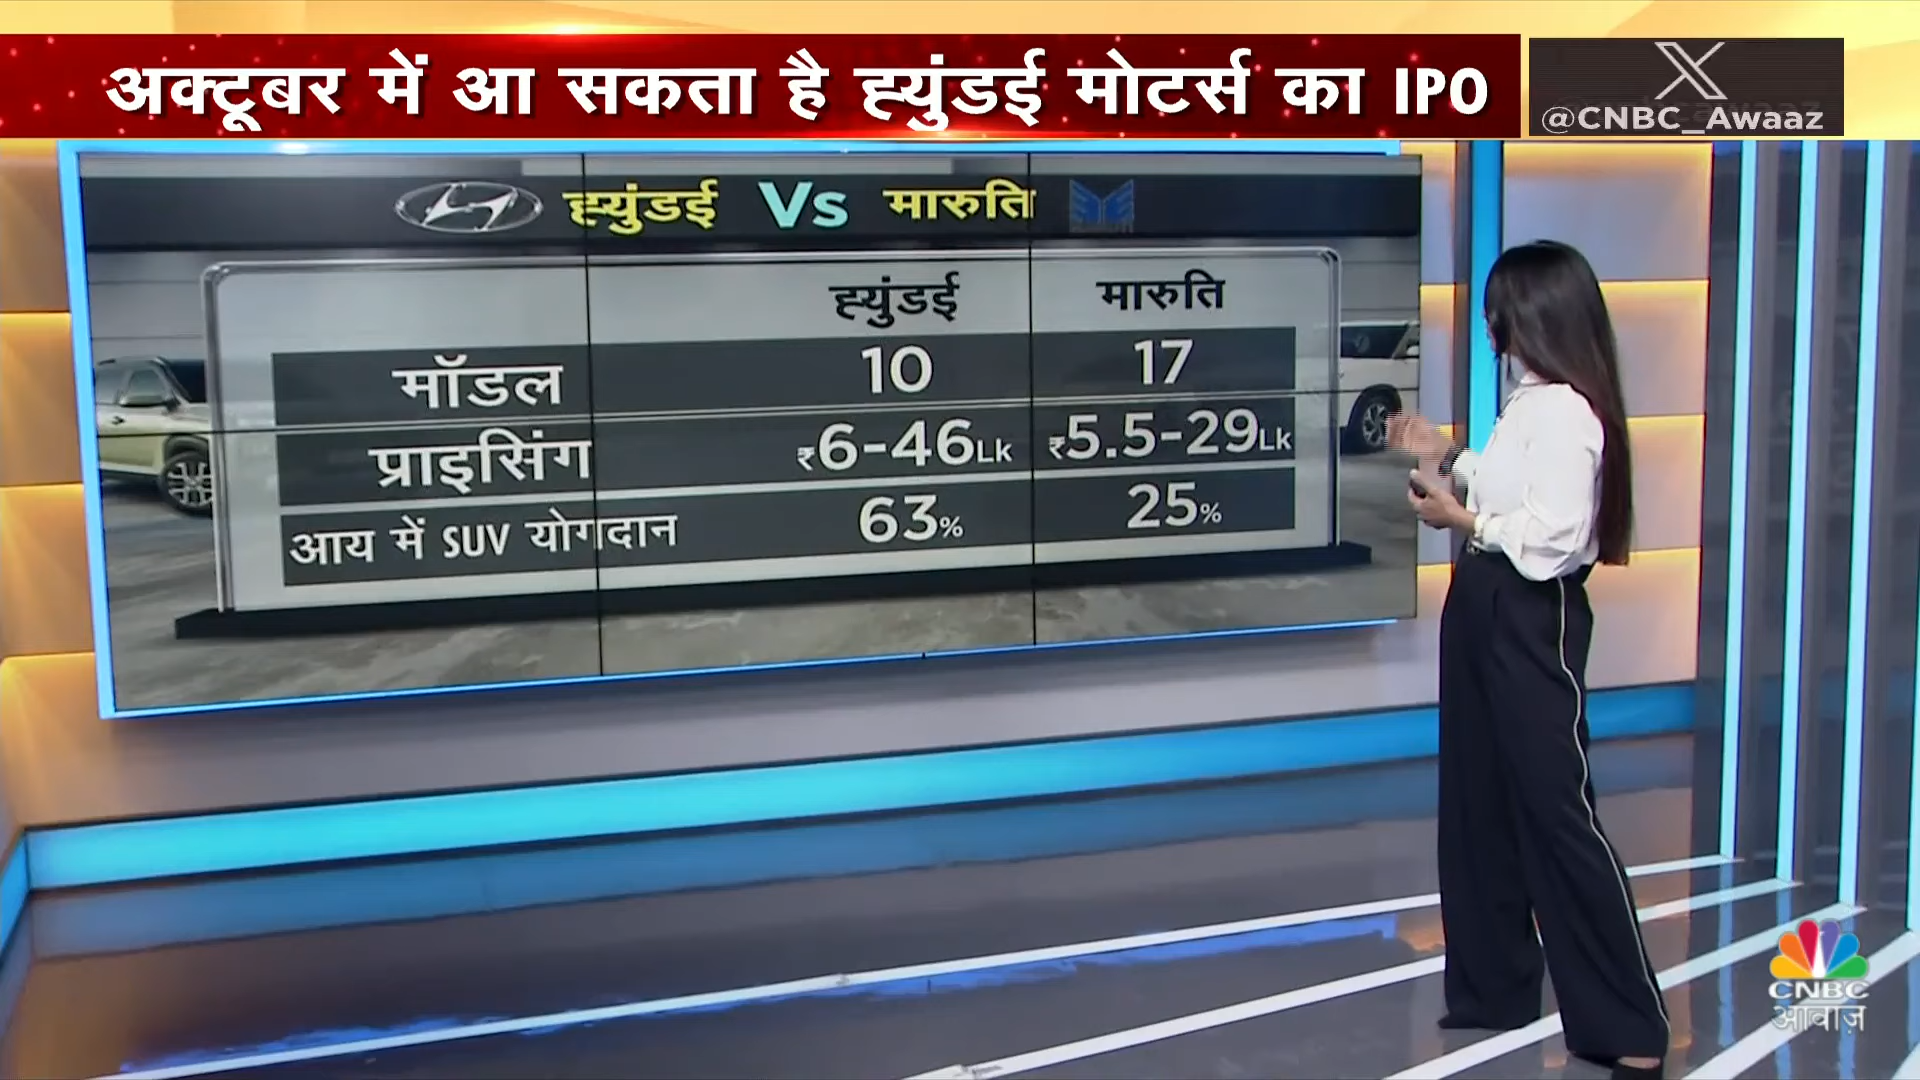 अक्टूबर में आ सकता है ह्युंडई मोटर्स का IPO
@CNBC_Awaaz
ह्युंडई Vs मारुति
ह्युंडई मारुति
मॉडल 10 17
प्राइसिंग ₹6-46Lk ₹5.5-29Lk
आय में SUV योगदान 63% 25%
CNBC
आवाज़